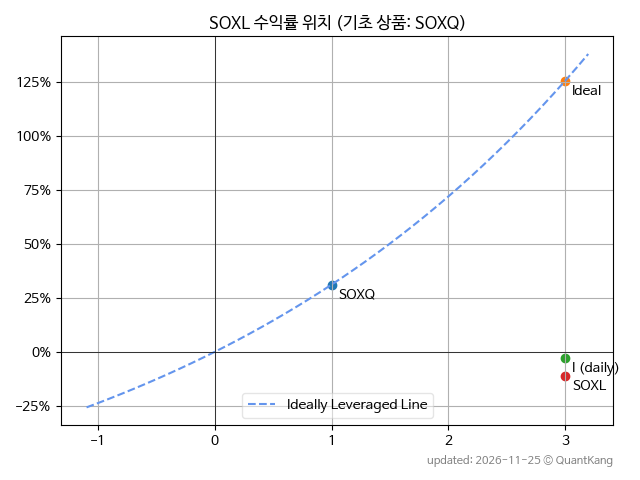 SOXL 수익률 위치 (기초 상품: SOXQ)
125%
100%
75%
50%
25%
0%
−25%
Ideal
SOXQ
I (daily)
SOXL
Ideally Leveraged Line
−1
0
1
2
3
updated: 2026-11-25 © QuantKang